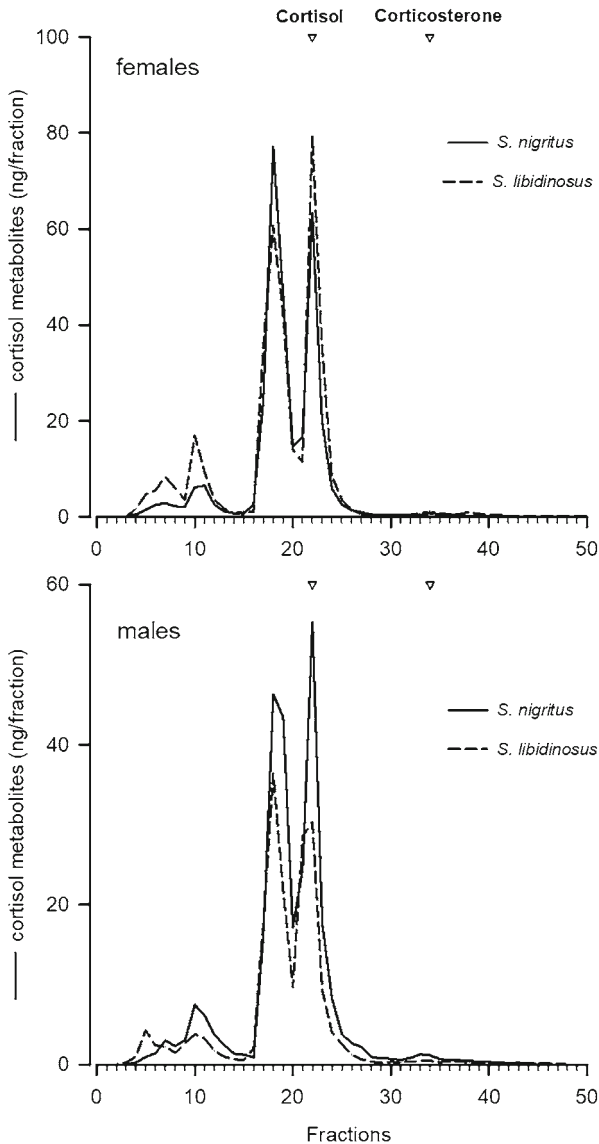 Cortisol Corticosterone
100
females
80
S. nigritus
S. libidinosus
60
40
20
0
cortisol metabolites (ng/fraction)
0 10 20 30 40 50
60
males
S. nigritus
S. libidinosus
40
20
0
cortisol metabolites (ng/fraction)
0 10 20 30 40 50
Fractions